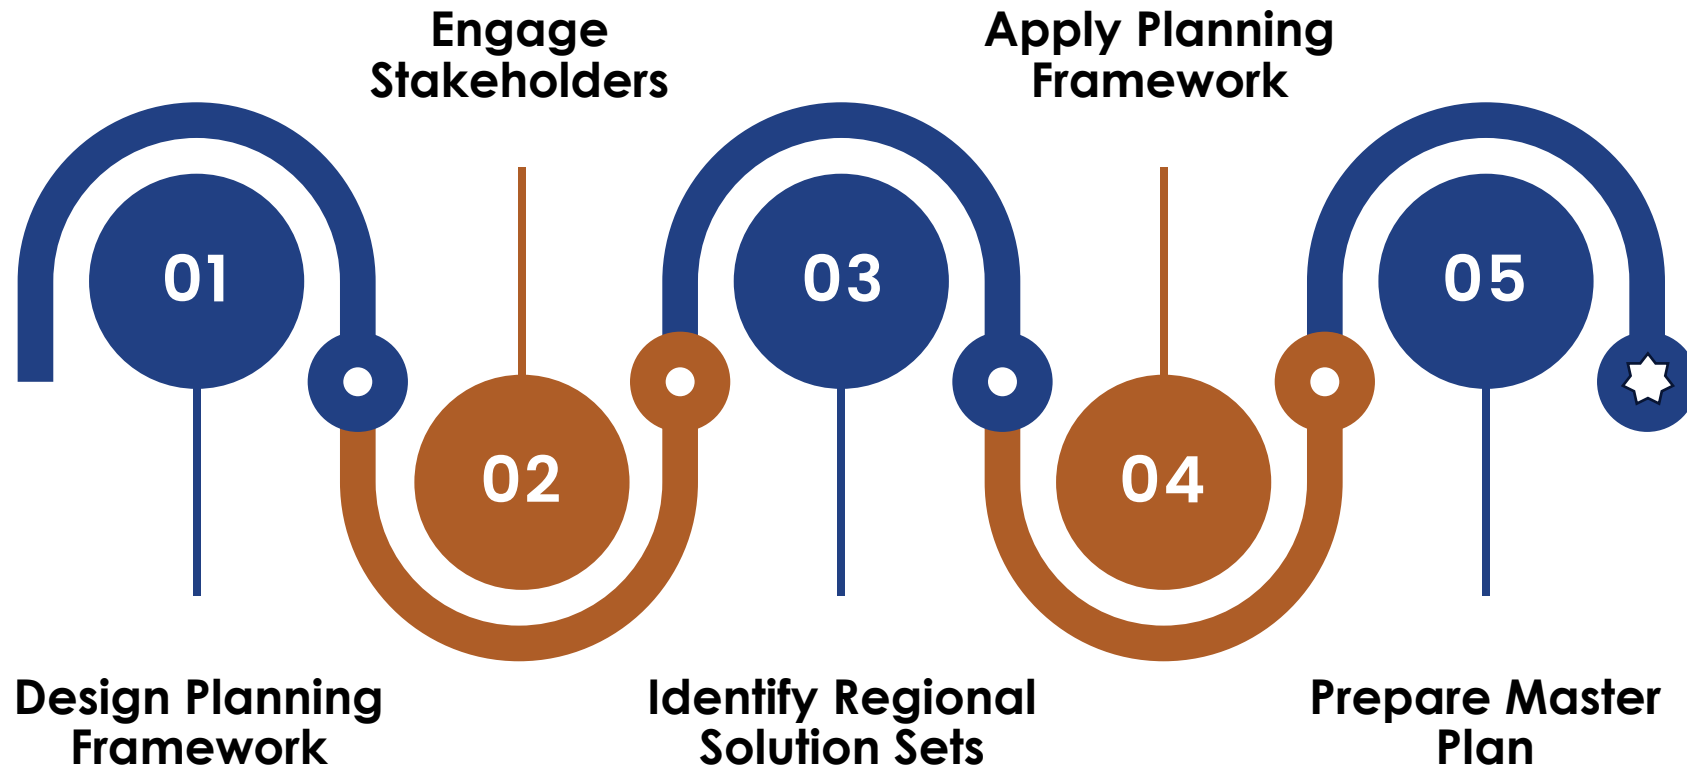 Engage
Stakeholders
Apply Planning
Framework
01
03
05
02
04
Design Planning
Framework
Identify Regional
Solution Sets
Prepare Master
Plan